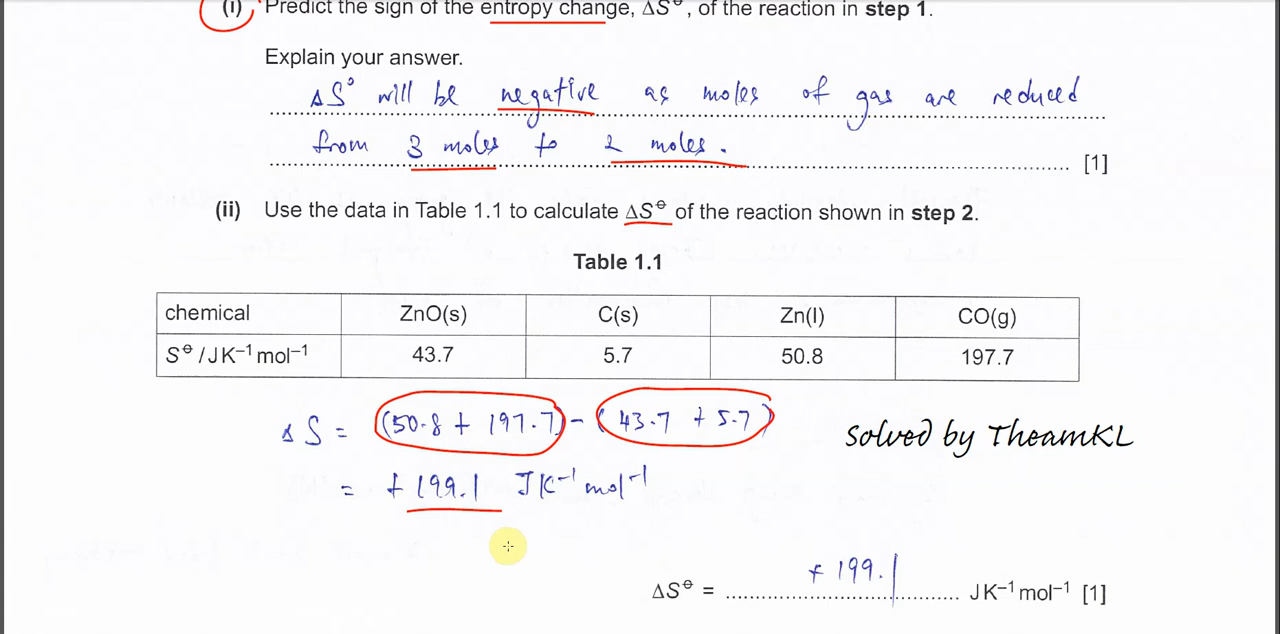 (i) Predict the sign of the entropy change, ΔS⦵, of the reaction in step 1.
Explain your answer.
ΔS° will be negative as moles of gas are reduced
from 3 moles to 2 moles.
[1]
(ii) Use the data in Table 1.1 to calculate ΔS⦵ of the reaction shown in step 2.
Table 1.1
chemical ZnO(s) C(s) Zn(l) CO(g)
S⦵ / J K⁻¹ mol⁻¹ 43.7 5.7 50.8 197.7
ΔS = (50.8 + 197.7) - (43.7 + 5.7)
Solved by TheamKL
= + 199.1 JK⁻¹ mol⁻¹
ΔS⦵ = + 199.1 J K⁻¹ mol⁻¹ [1]